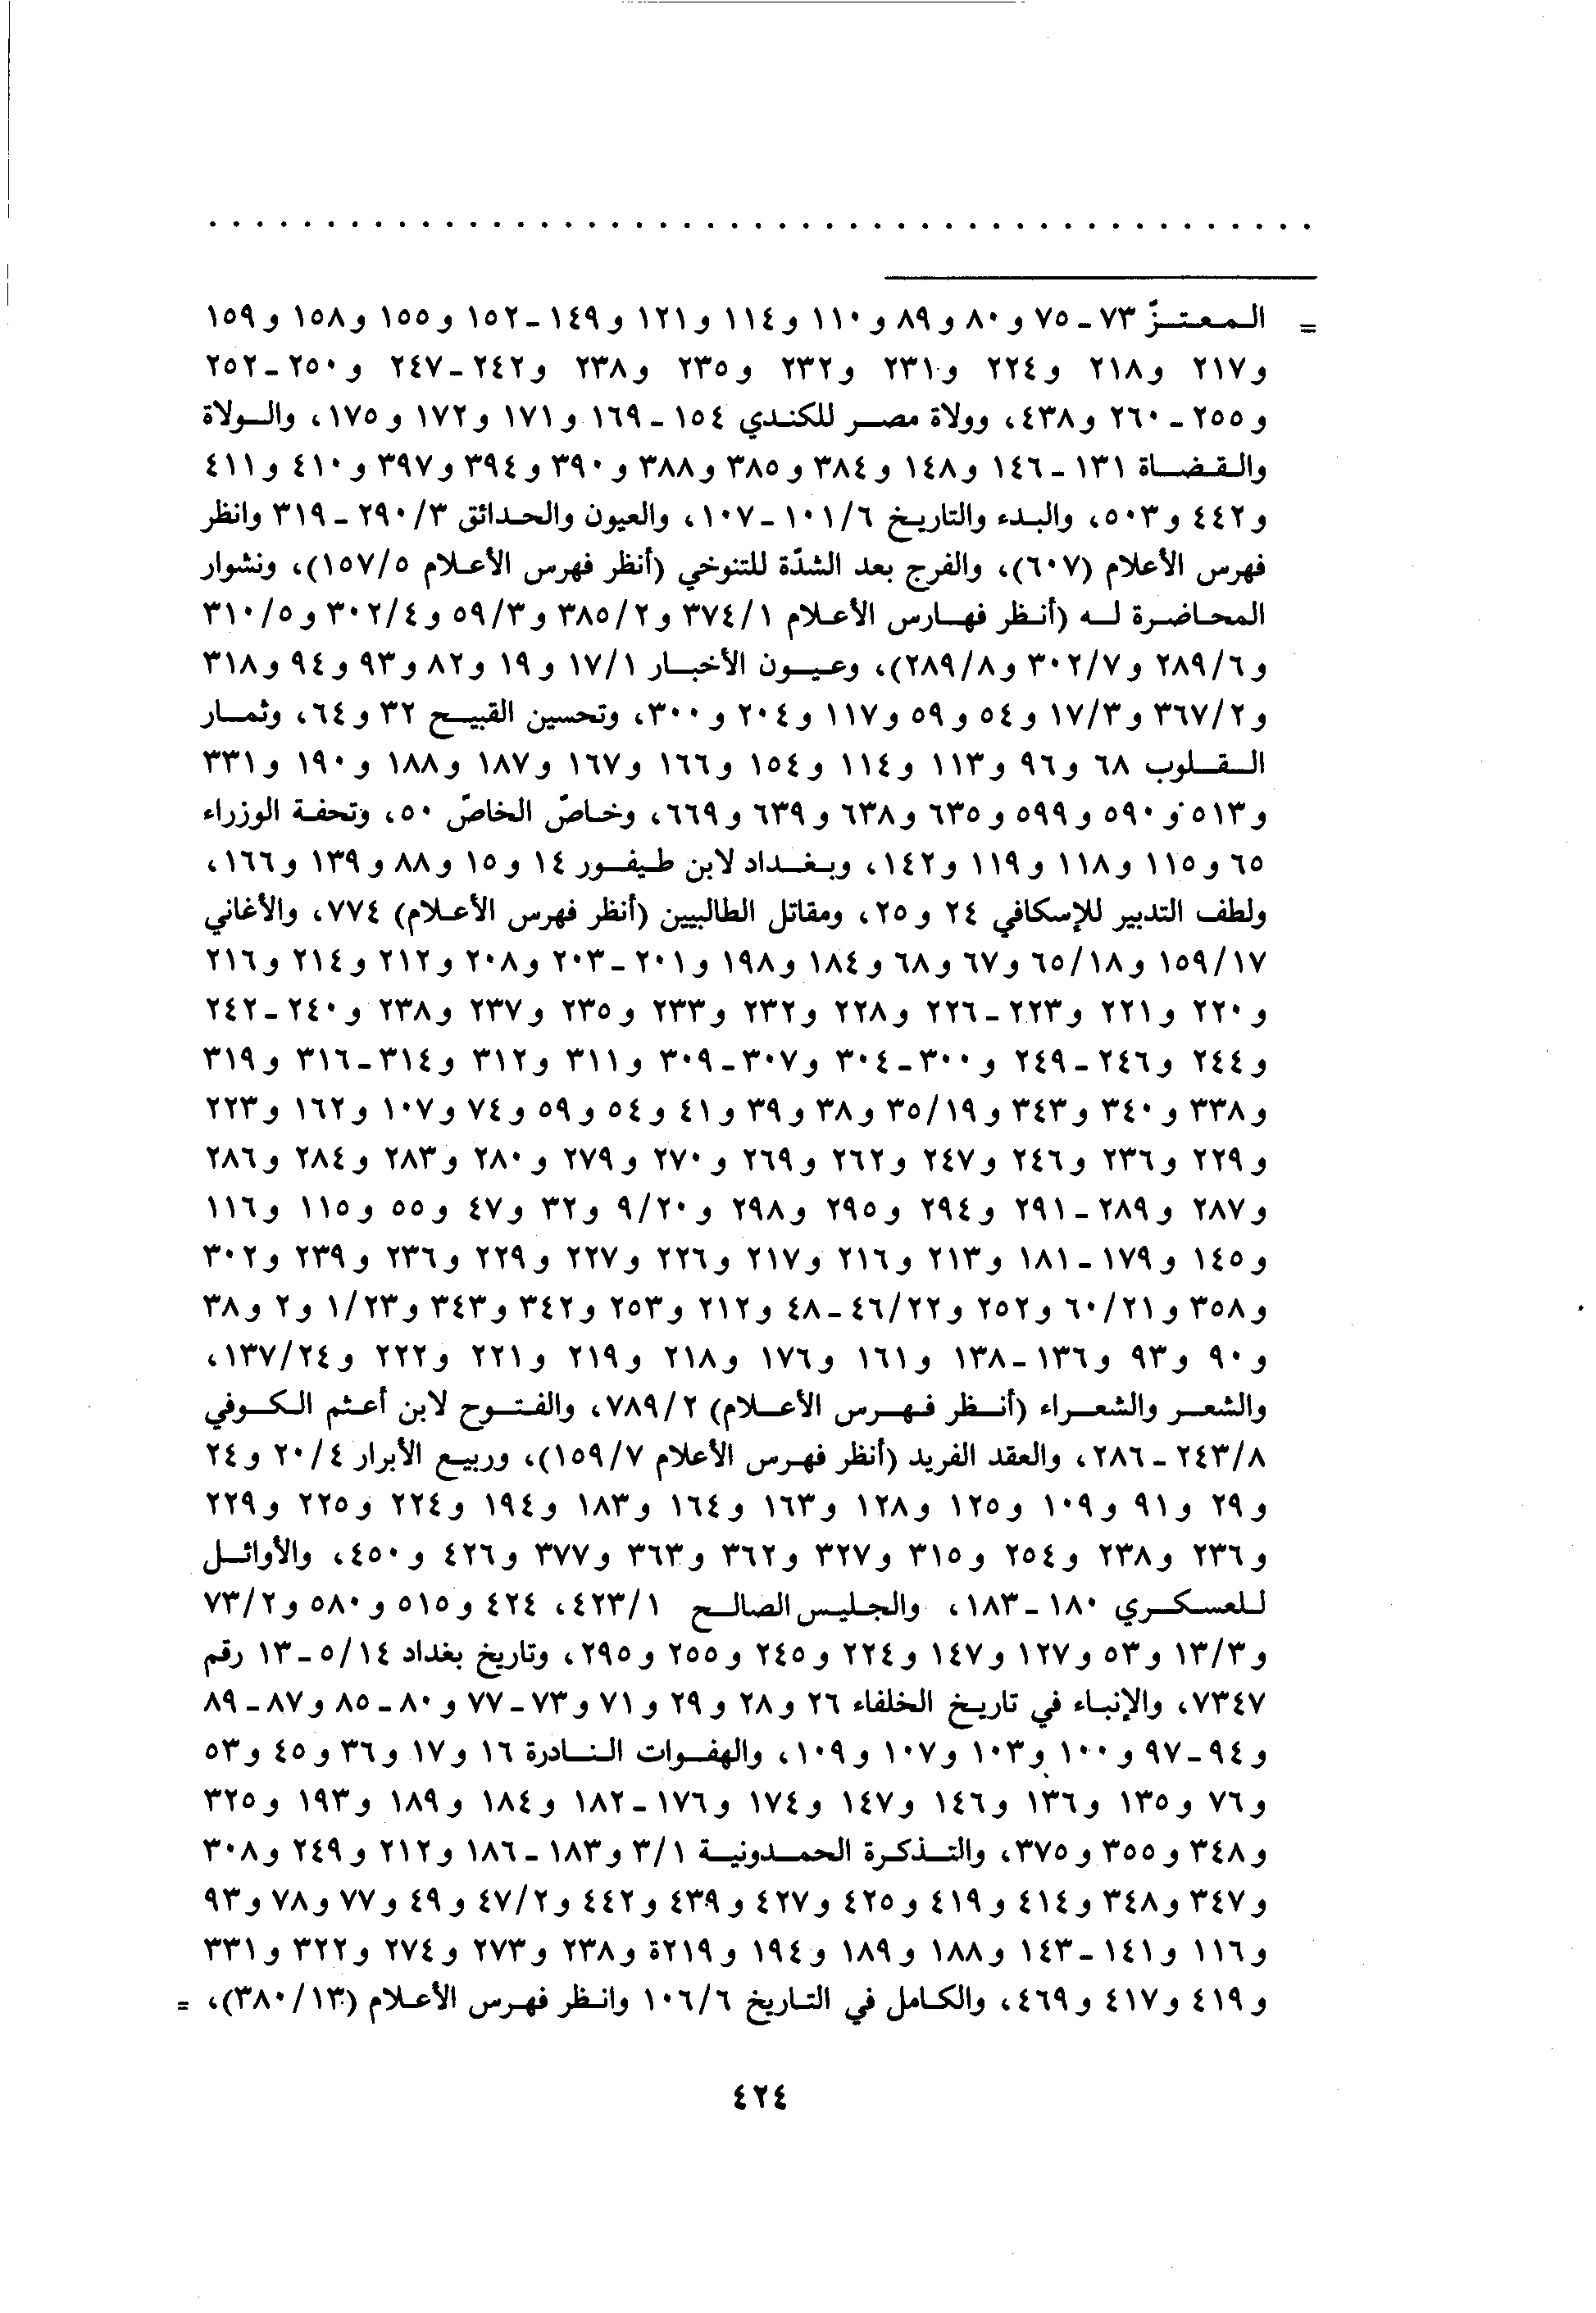 = المعتزّ ٧٣ - ٧٥ و ٨٠ و ٨٩ و ١١٠ و ١١٤ و ١٢١ و ١٤٩ - ١٥٢ و ١٥٥ و ١٥٨ و ١٥٩
و ٢١٧ و ٢١٨ و ٢٢٤ و ٢٣١ و ٢٣٢ و ٢٣٥ و ٢٣٨ و ٢٤٢ - ٢٤٧ و ٢٥٠ - ٢٥٢
و ٢٥٥ - ٢٦٠ و ٤٣٨، وولاة مصر للكندي ١٥٤ - ١٦٩ و ١٧١ و ١٧٢ و ١٧٥، والولاة
والقضاة ١٣١ - ١٤٦ و ١٤٨ و ٣٨٤ و ٣٨٥ و ٣٨٨ و ٣٩٠ و ٣٩٤ و ٣٩٧ و ٤١٠ و ٤١١
و ٤٤٢ و ٥٠٣، والبدء والتاريخ ١٠١/٦ - ١٠٧، والعيون والحدائق ٢٩٠/٣ - ٣١٩ وانظر
فهرس الأعلام (٦٠٧)، والفرج بعد الشدّة للتنوخي (أنظر فهرس الأعلام ١٥٧/٥)، ونشوار
المحاضرة له (أنظر فهارس الأعلام ٣٧٤/١ و ٣٨٥/٢ و ٥٩/٣ و ٣٠٢/٤ و ٣١٠/٥
و ٢٨٩/٦ و ٣٠٢/٧ و ٢٨٩/٨)، وعيون الأخبار ١٧/١ و ١٩ و ٨٢ و ٩٣ و ٩٤ و ٣١٨
و ٣٦٧/٢ و ١٧/٣ و ٥٤ و ٥٩ و ١١٧ و ٢٠٤ و ٣٠٠، وتحسين القبيح ٣٢ و ٦٤، وثمار
القلوب ٦٨ و ٩٦ و ١١٣ و ١١٤ و ١٥٤ و ١٦٦ و ١٦٧ و ١٨٧ و ١٨٨ و ١٩٠ و ٣٣١
و ٥١٣ و ٥٩٠ و ٥٩٩ و ٦٣٥ و ٦٣٨ و ٦٣٩ و ٦٦٩، وخاصّ الخاصّ ٥٠، وتحفة الوزراء
٦٥ و ١١٥ و ١١٨ و ١١٩ و ١٤٢، وبغداد لابن طيفور ١٤ و ١٥ و ٨٨ و ١٣٩ و ١٦٦،
ولطف التدبير للإسكافي ٢٤ و ٢٥، ومقاتل الطالبيين (أنظر فهرس الأعلام) ٧٧٤، والأغاني
١٥٩/١٧ و ٦٥/١٨ و ٦٧ و ٦٨ و ١٨٤ و ١٩٨ و ٢٠١ - ٢٠٣ و ٢٠٨ و ٢١٢ و ٢١٤ و ٢١٦
و ٢٢٠ و ٢٢١ و ٢٢٣ - ٢٢٦ و ٢٢٨ و ٢٣٢ و ٢٣٣ و ٢٣٥ و ٢٣٧ و ٢٣٨ و ٢٤٠ - ٢٤٢
و ٢٤٤ و ٢٤٦ - ٢٤٩ و ٣٠٠ - ٣٠٤ و ٣٠٧ - ٣٠٩ و ٣١١ و ٣١٢ و ٣١٤ - ٣١٦ و ٣١٩
و ٣٣٨ و ٣٤٠ و ٣٤٣ و ٣٥/١٩ و ٣٨ و ٣٩ و ٤١ و ٥٤ و ٥٩ و ٧٤ و ١٠٧ و ١٦٢ و ٢٢٣
و ٢٢٩ و ٢٣٦ و ٢٤٦ و ٢٤٧ و ٢٦٢ و ٢٦٩ و ٢٧٠ و ٢٧٩ و ٢٨٠ و ٢٨٣ و ٢٨٤ و ٢٨٦
و ٢٨٧ و ٢٨٩ - ٢٩١ و ٢٩٤ و ٢٩٥ و ٢٩٨ و ٩/٢٠ و ٣٢ و ٤٧ و ٥٥ و ١١٥ و ١١٦
و ١٤٥ و ١٧٩ - ١٨١ و ٢١٣ و ٢١٦ و ٢١٧ و ٢٢٦ و ٢٢٧ و ٢٢٩ و ٢٣٦ و ٢٣٩ و ٣٠٢
و ٣٥٨ و ٦٠/٢١ و ٢٥٢ و ٤٦/٢٢ - ٤٨ و ٢١٢ و ٢٥٣ و ٣٤٢ و ٣٤٣ و ١/٢٣ و ٢ و ٣٨
و ٩٠ و ٩٣ و ١٣٦ - ١٣٨ و ١٦١ و ١٧٦ و ٢١٨ و ٢١٩ و ٢٢١ و ٢٢٢ و ١٣٧/٢٤،
والشعر والشعراء (أنظر فهرس الأعلام) ٧٨٩/٢، والفتوح لابن أعثم الكوفي
٢٤٣/٨ - ٢٨٦، والعقد الفريد (أنظر فهرس الأعلام ١٥٩/٧)، وربيع الأبرار ٢٠/٤ و ٢٤
و ٢٩ و ٩١ و ١٠٩ و ١٢٥ و ١٢٨ و ١٦٣ و ١٦٤ و ١٨٣ و ١٩٤ و ٢٢٤ و ٢٢٥ و ٢٢٩
و ٢٣٦ و ٢٣٨ و ٢٥٤ و ٣١٥ و ٣٢٧ و ٣٦٢ و ٣٦٣ و ٣٧٧ و ٤٢٦ و ٤٥٠، والأوائل
للعسكري ١٨٠ - ١٨٣، والجليس الصالح ٤٢٣/١، ٤٢٤ و ٥١٥ و ٥٨٠ و ٧٣/٢
و ١٣/٣ و ٥٣ و ١٢٧ و ١٤٧ و ٢٢٤ و ٢٤٥ و ٢٥٥ و ٢٩٥، وتاريخ بغداد ٥/١٤ - ١٣ رقم
٧٣٤٧، والإنباء في تاريخ الخلفاء ٢٦ و ٢٨ و ٢٩ و ٧١ و ٧٣ - ٧٧ و ٨٠ - ٨٥ و ٨٧ - ٨٩
و ٩٤ - ٩٧ و ١٠٠ و ١٠٣ و ١٠٧ و ١٠٩، والهفوات النادرة ١٦ و ١٧ و ٣٦ و ٤٥ و ٥٣
و ٧٦ و ١٣٥ و ١٣٦ و ١٤٦ و ١٤٧ و ١٧٤ و ١٧٦ - ١٨٢ و ١٨٤ و ١٨٩ و ١٩٣ و ٣٢٥
و ٣٤٨ و ٣٥٥ و ٣٧٥، والتذكرة الحمدونية ٣/١ و ١٨٣ - ١٨٦ و ٢١٢ و ٢٤٩ و ٣٠٨
و ٣٤٧ و ٣٤٨ و ٤١٤ و ٤١٩ و ٤٢٥ و ٤٢٧ و ٤٣٩ و ٤٤٢ و ٤٧/٢ و ٤٩ و ٧٧ و ٧٨ و ٩٣
و ١١٦ و ١٤١ - ١٤٣ و ١٨٨ و ١٨٩ و ١٩٤ و ٢١٩ة و ٢٣٨ و ٢٧٣ و ٢٧٤ و ٣٢٢ و ٣٣١
و ٤١٩ و ٤١٧ و ٤٦٩، والكامل في التاريخ ١٠٦/٦ وانظر فهرس الأعلام (٣٨٠/١٣)، =
٤٢٤